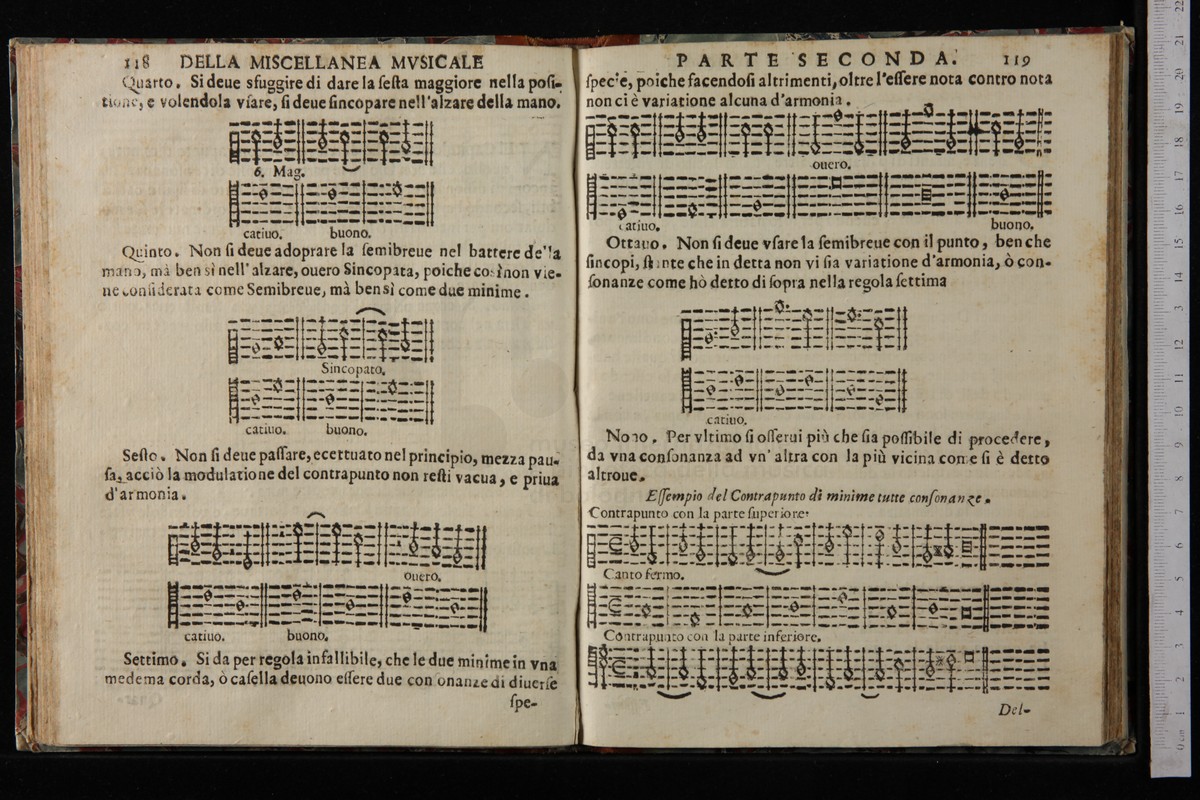 118 DELLA MISCELLANEA MVSICALE
Quarto. Si deue sfuggire di dare la ſeſta maggiore nella poſi-
tione, e volendola vſare, ſi deue ſincopare nell'alzare della mano.
6. Mag.
catiuo. buono.
Quinto. Non ſi deue adoprare la ſemibreue nel battere de'la
mano, mà ben sì nell'alzare, ouero Sincopata, poiche così non vie-
ne conſiderata come Semibreue, mà bensì come due minime.
Sincopato.
catiuo. buono.
Seſto. Non ſi deue paſſare, eccettuato nel principio, mezza pau-
ſa, acciò la modulatione del contrapunto non reſti vacua, e priua
d'armonia.
ouero.
catiuo. buono.
Settimo. Si da per regola infallibile, che le due minime in vna
medema corda, ò caſella deuono eſſere due conſonanze di diuerſe
ſpe-
PARTE SECONDA. 119
ſpecie, poiche facendoſi altrimenti, oltre l'eſſere nota contro nota
non ci è variatione alcuna d'armonia.
ouero.
catiuo. buono.
Ottauo. Non ſi deue vſare la ſemibreue con il punto, ben che
ſincopi, ſtante che in detta non vi ſia variatione d'armonia, ò con-
ſonanze come hò detto di ſopra nella regola ſettima
catiuo.
Nono. Per vltimo ſi oſſerui più che ſia poſſibile di procedere,
da vna conſonanza ad vn'altra con la più vicina come ſi è detto
altroue.
Eſſempio del Contrapunto di minime tutte conſonanze.
Contrapunto con la parte ſuperiore.
Canto fermo.
Contrapunto con la parte inferiore.
Del-